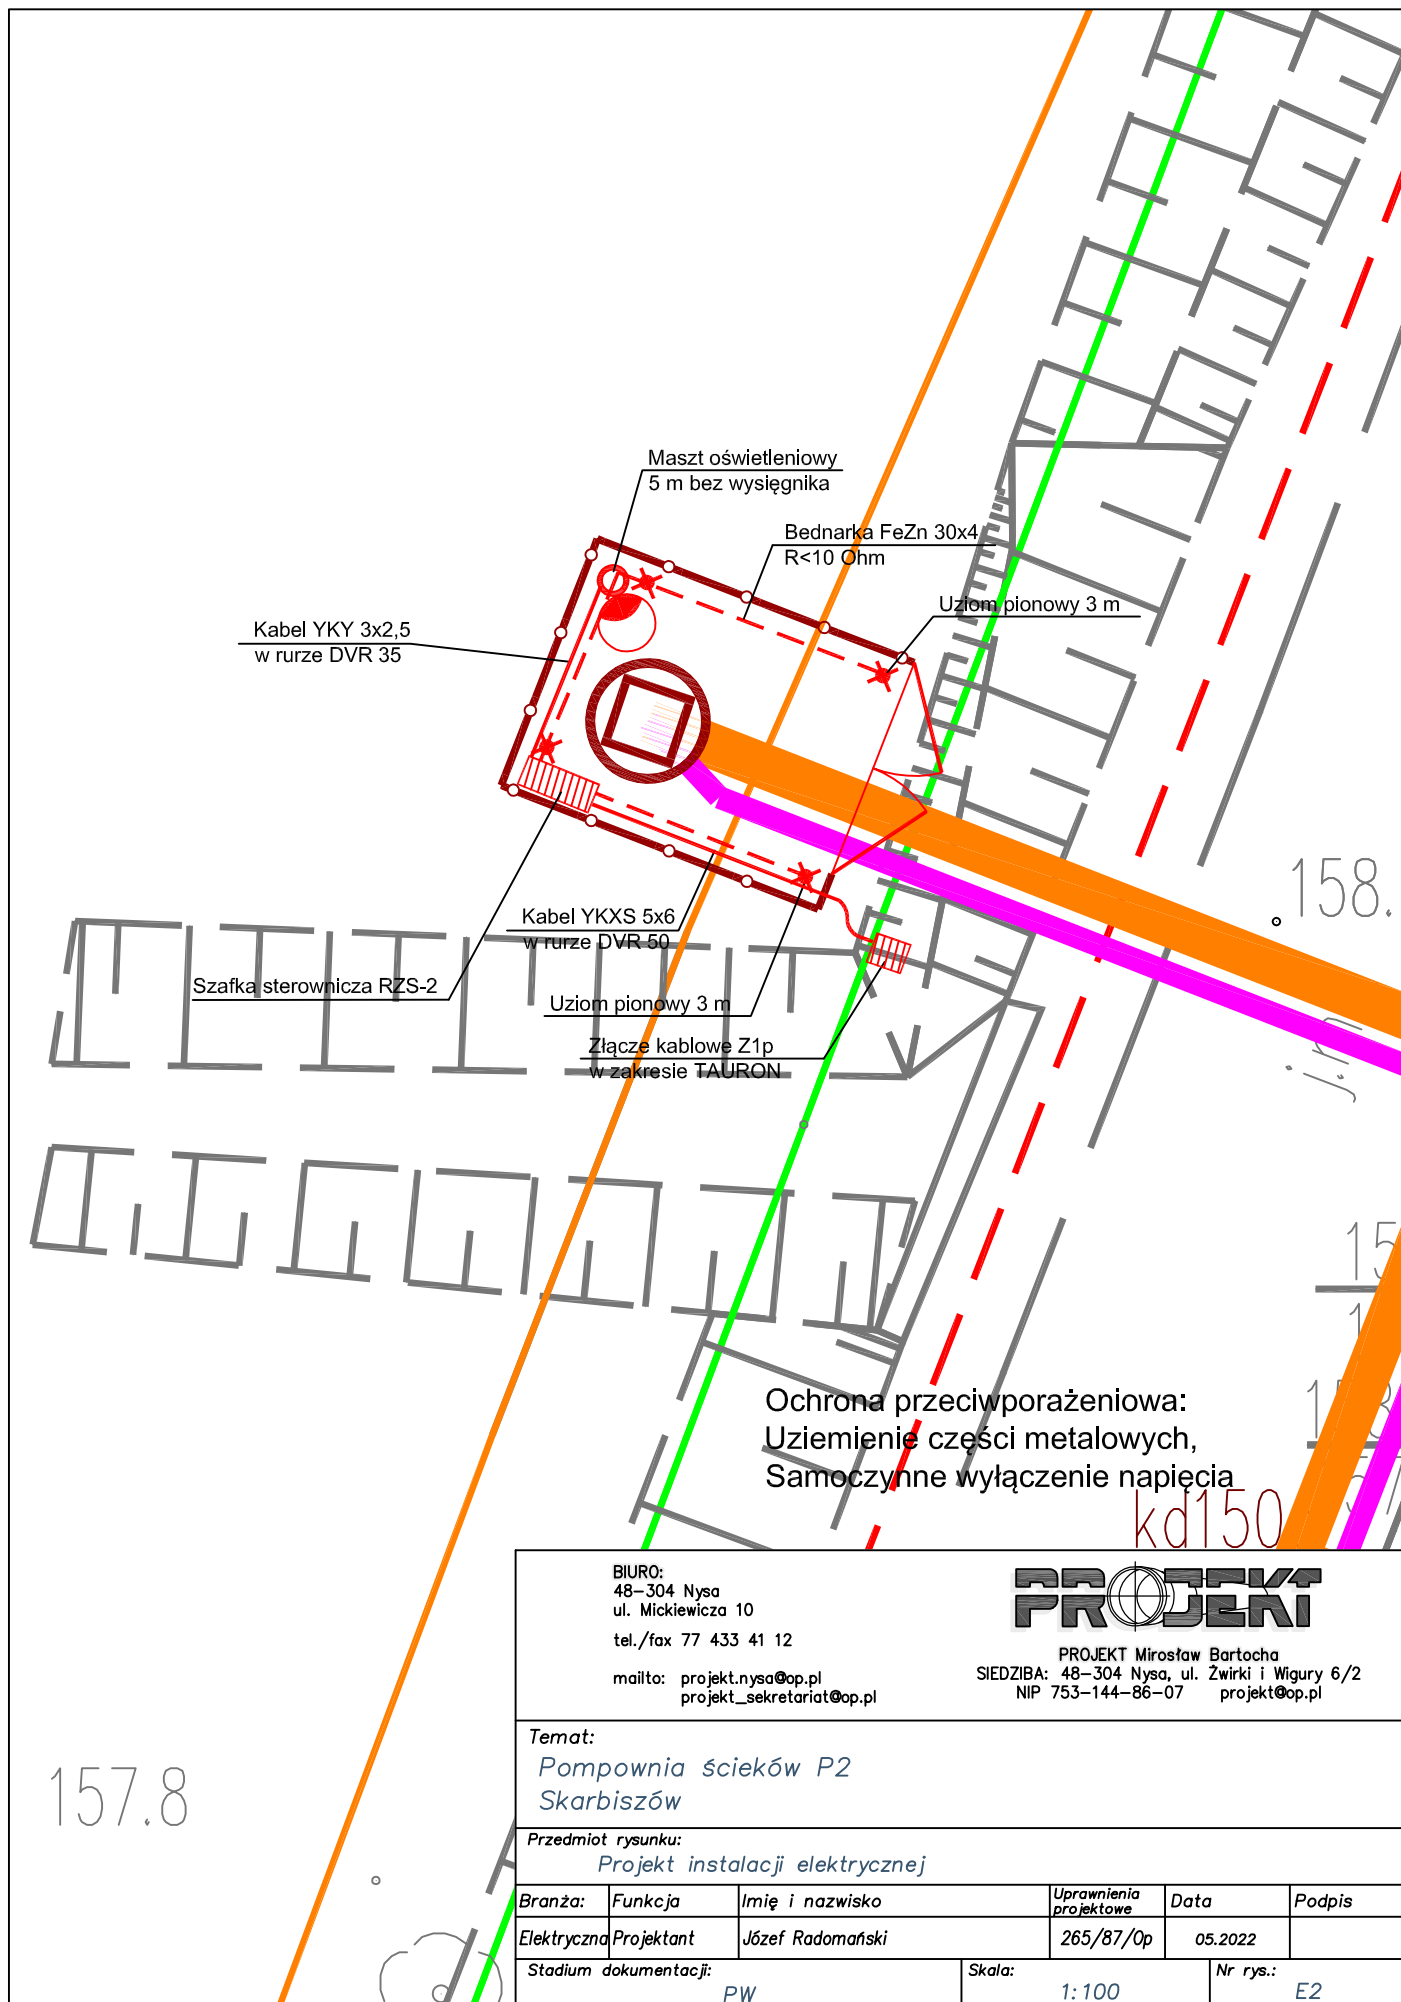 Maszt oświetleniowy
5 m bez wysięgnika
Bednarka FeZn 30x4
R<10 Ohm
Uziom pionowy 3 m
Kabel YKY 3x2,5
w rurze DVR 35
158.
Kabel YKXS 5x6
w rurze DVR 50
Szafka sterownicza RZS-2
Uziom pionowy 3 m
Złącze kablowe Z1p
w zakresie TAURON
Ochrona przeciwporażeniowa:
Uziemienie części metalowych,
Samoczynne wyłączenie napięcia
kd150
157.8
BIURO:
48-304 Nysa
ul. Mickiewicza 10
tel./fax 77 433 41 12
mailto: projekt.nysa@op.pl
projekt_sekretariat@op.pl
PROJEKT
PROJEKT Mirosław Bartocha
SIEDZIBA: 48-304 Nysa, ul. Żwirki i Wigury 6/2
NIP 753-144-86-07 projekt@op.pl
Temat:
Pompownia ścieków P2
Skarbiszów
Przedmiot rysunku:
Projekt instalacji elektrycznej
Branża: Funkcja Imię i nazwisko Uprawnienia projektowe Data Podpis
Elektryczna Projektant Józef Radomański 265/87/Op 05.2022
Stadium dokumentacji: Skala: Nr rys.:
PW 1:100 E2